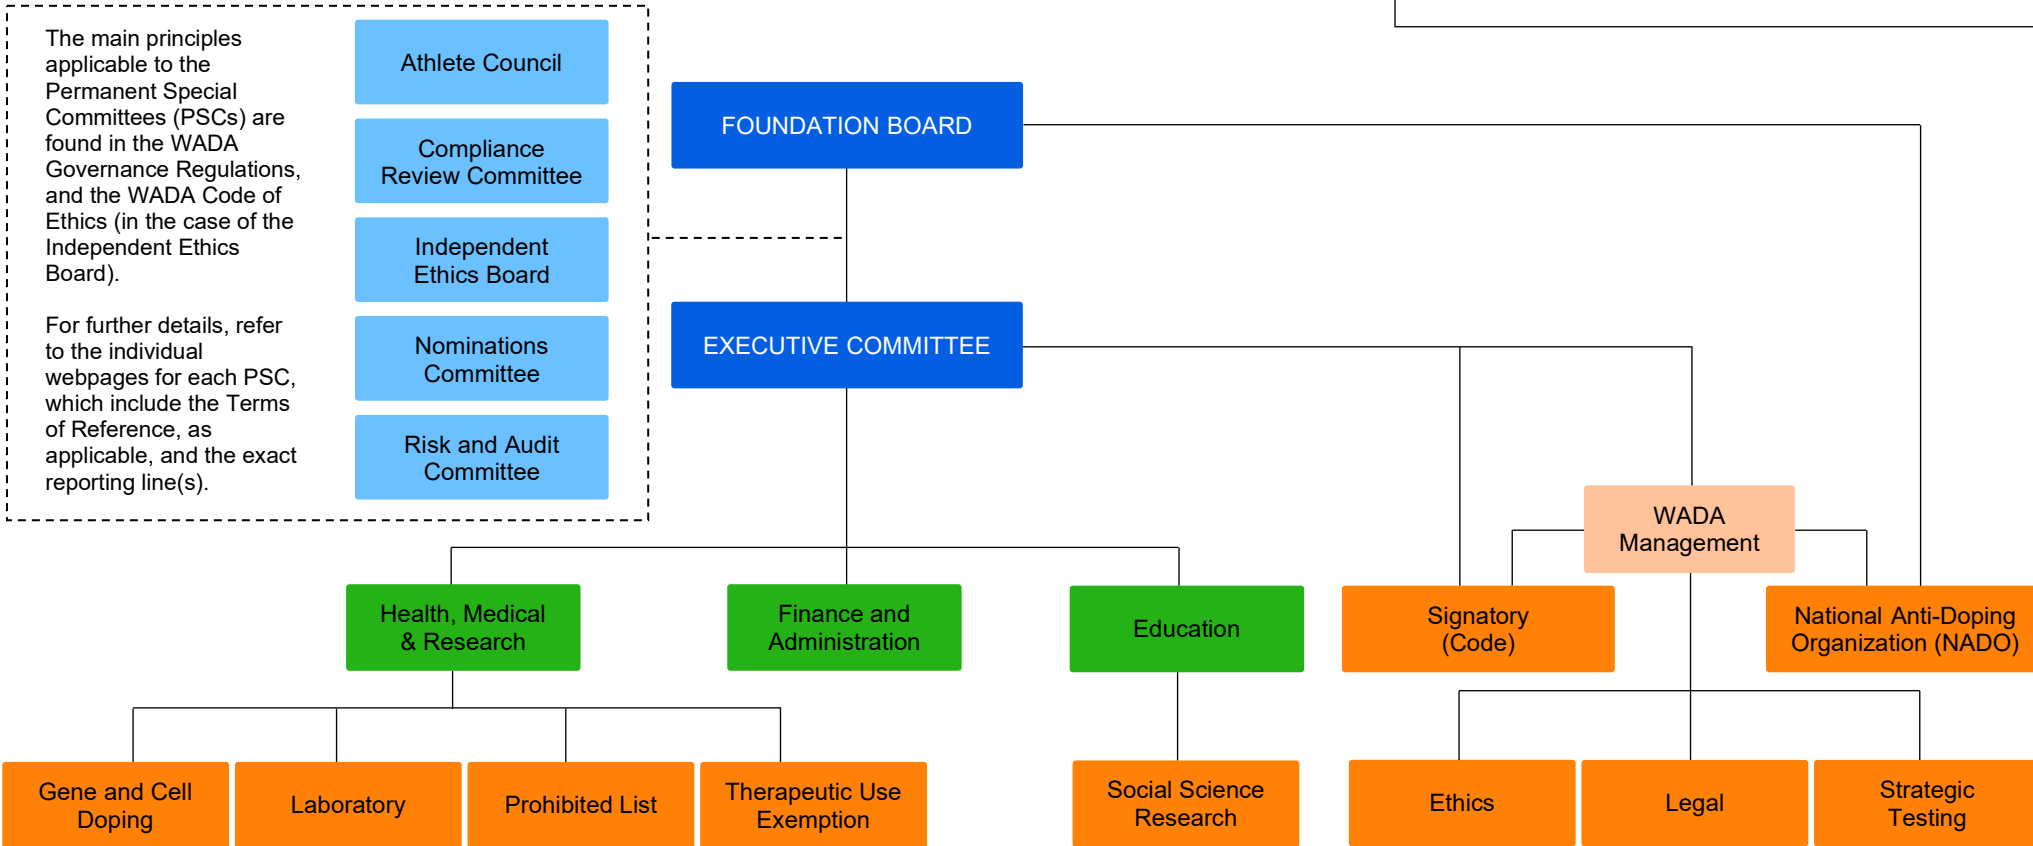 The main principles
applicable to the
Permanent Special
Committees (PSCs) are
found in the WADA
Governance Regulations,
and the WADA Code of
Ethics (in the case of the
Independent Ethics
Board).
For further details, refer
to the individual
webpages for each PSC,
which include the Terms
of Reference, as
applicable, and the exact
reporting line(s).
Athlete Council
Compliance
Review Committee
Independent
Ethics Board
Nominations
Committee
Risk and Audit
Committee
FOUNDATION BOARD
EXECUTIVE COMMITTEE
WADA
Management
Health, Medical
& Research
Finance and
Administration
Education
Signatory
(Code)
National Anti-Doping
Organization (NADO)
Gene and Cell
Doping
Laboratory
Prohibited List
Therapeutic Use
Exemption
Social Science
Research
Ethics
Legal
Strategic
Testing